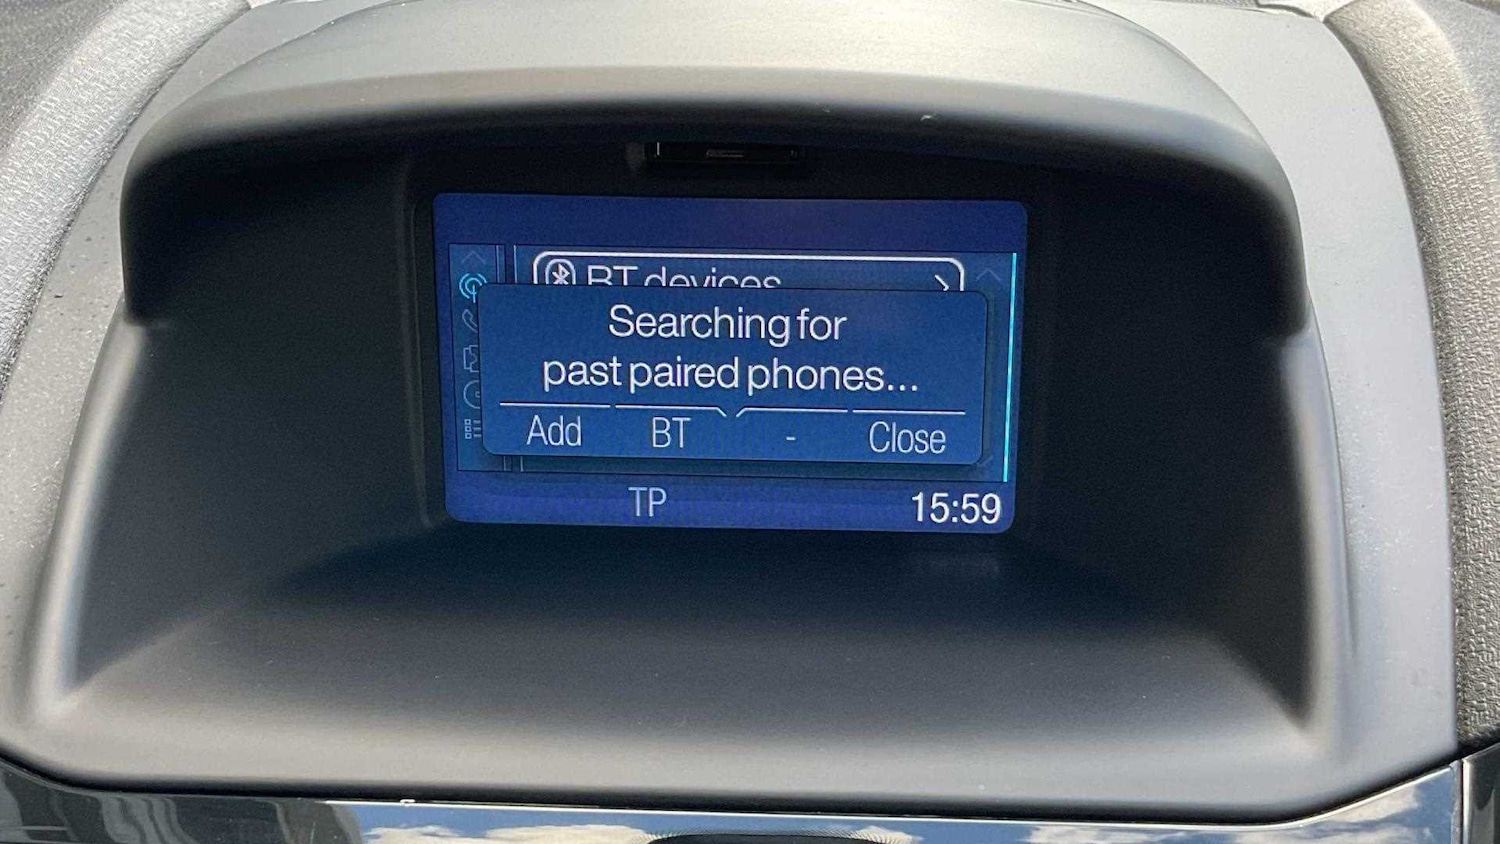 BT devices
Searching for
past paired phones...
Add BT - Close
TP 15:59